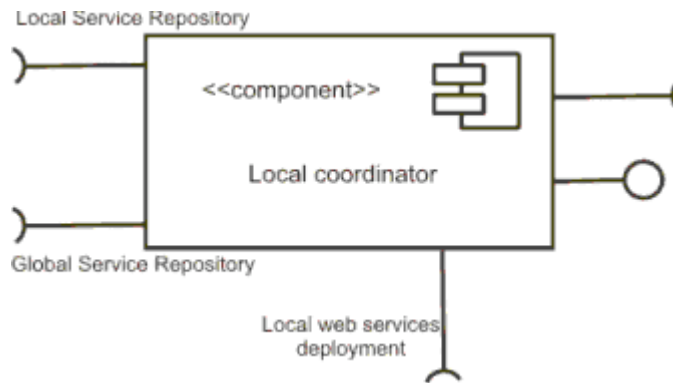 Local Service Repository
<<component>>
Local coordinator
Global Service Repository
Local web services
deployment